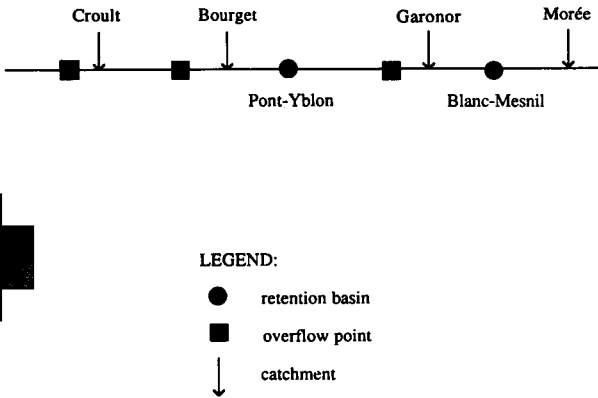 Croult Bourget Garonor Morée
Pont-Yblon Blanc-Mesnil
LEGEND:
retention basin
overflow point
catchment